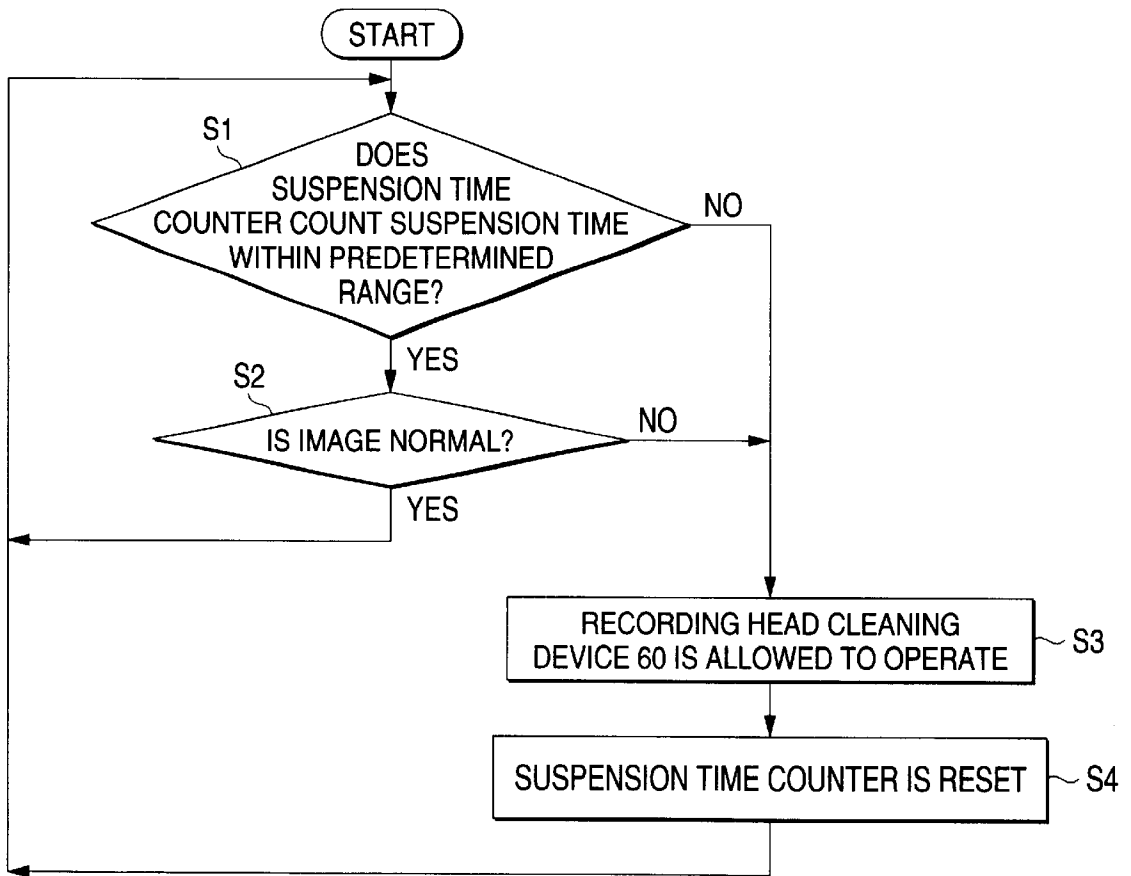 START
S1
DOES
SUSPENSION TIME
COUNTER COUNT SUSPENSION TIME
WITHIN PREDETERMINED
RANGE?
NO
YES
S2
IS IMAGE NORMAL?
NO
YES
RECORDING HEAD CLEANING
DEVICE 60 IS ALLOWED TO OPERATE
S3
SUSPENSION TIME COUNTER IS RESET
S4